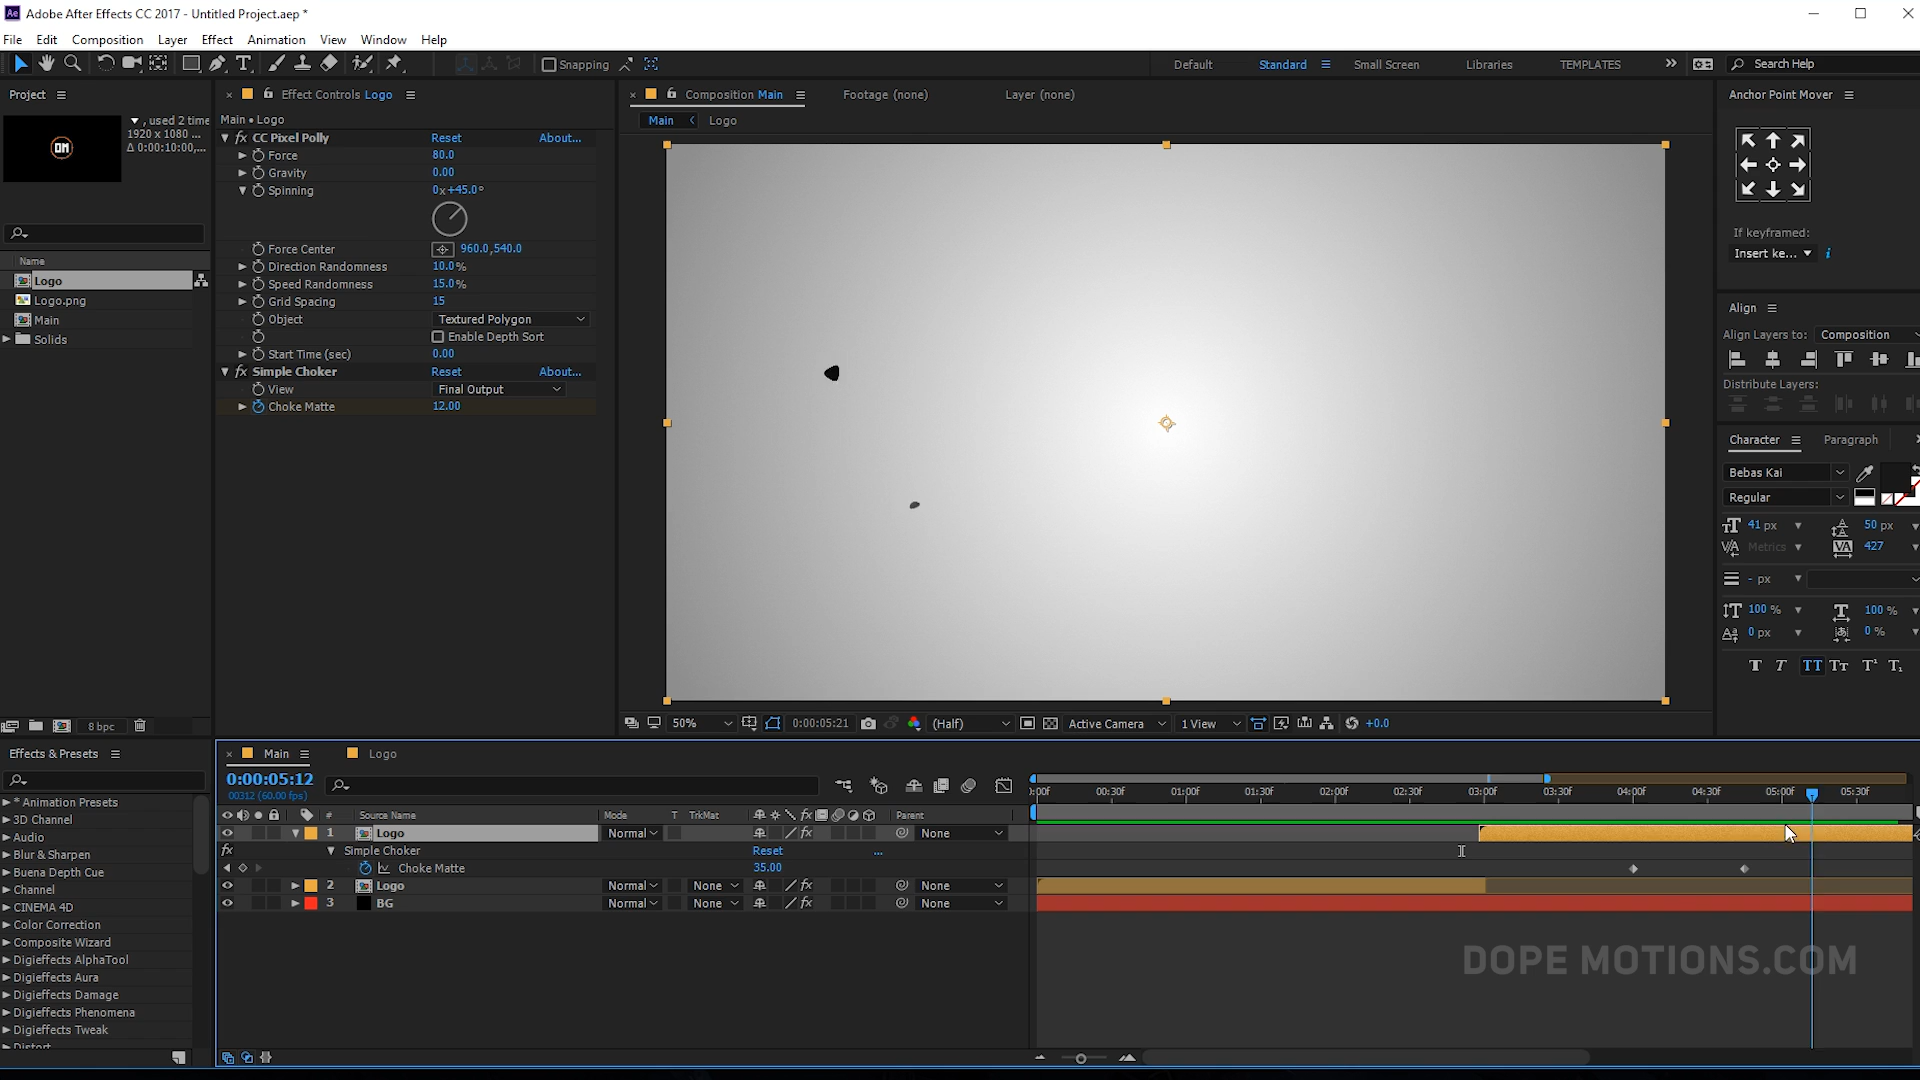 Adobe After Effects CC 2017 - Untitled Project.aep *
File Edit Composition Layer Effect Animation View Window Help
Snapping Default Standard Small Screen Libraries TEMPLATES Search Help
Project
, used 2 time
1920 x 1080 ...
Δ 0:00:10:00,...
OM
Name
Logo
Logo.png
Main
Solids
8 bpc
Effect Controls Logo
Main • Logo
fx CC Pixel Polly Reset About...
Force 80.0
Gravity 0.00
Spinning 0x+45.0°
Force Center 960.0,540.0
Direction Randomness 10.0%
Speed Randomness 15.0%
Grid Spacing 15
Object Textured Polygon
Enable Depth Sort
Start Time (sec) 0.00
fx Simple Choker Reset About...
View Final Output
Choke Matte 12.00
Composition Main Footage (none) Layer (none)
Main Logo
50% 0:00:05:21 (Half) Active Camera 1 View +0.0
Anchor Point Mover
If keyframed:
Insert ke... i
Align
Align Layers to: Composition
Distribute Layers:
Character Paragraph
Bebas Kai
Regular
41 px 50 px
Metrics 427
- px
100 % 100 %
0 px 0 %
Effects & Presets
* Animation Presets
3D Channel
Audio
Blur & Sharpen
Buena Depth Cue
Channel
CINEMA 4D
Color Correction
Composite Wizard
Digieffects AlphaTool
Digieffects Aura
Digieffects Damage
Digieffects Phenomena
Digieffects Tweak
Distort
Main Logo
0:00:05:12
00312 (60.00 fps)
:00f 00:30f 01:00f 01:30f 02:00f 02:30f 03:00f 03:30f 04:00f 04:30f 05:00f 05:30f
# Source Name Mode T TrkMat Parent
1 Logo Normal None
fx Simple Choker Reset ...
Choke Matte 35.00
2 Logo Normal None None
3 BG Normal None None
DOPE MOTIONS.COM